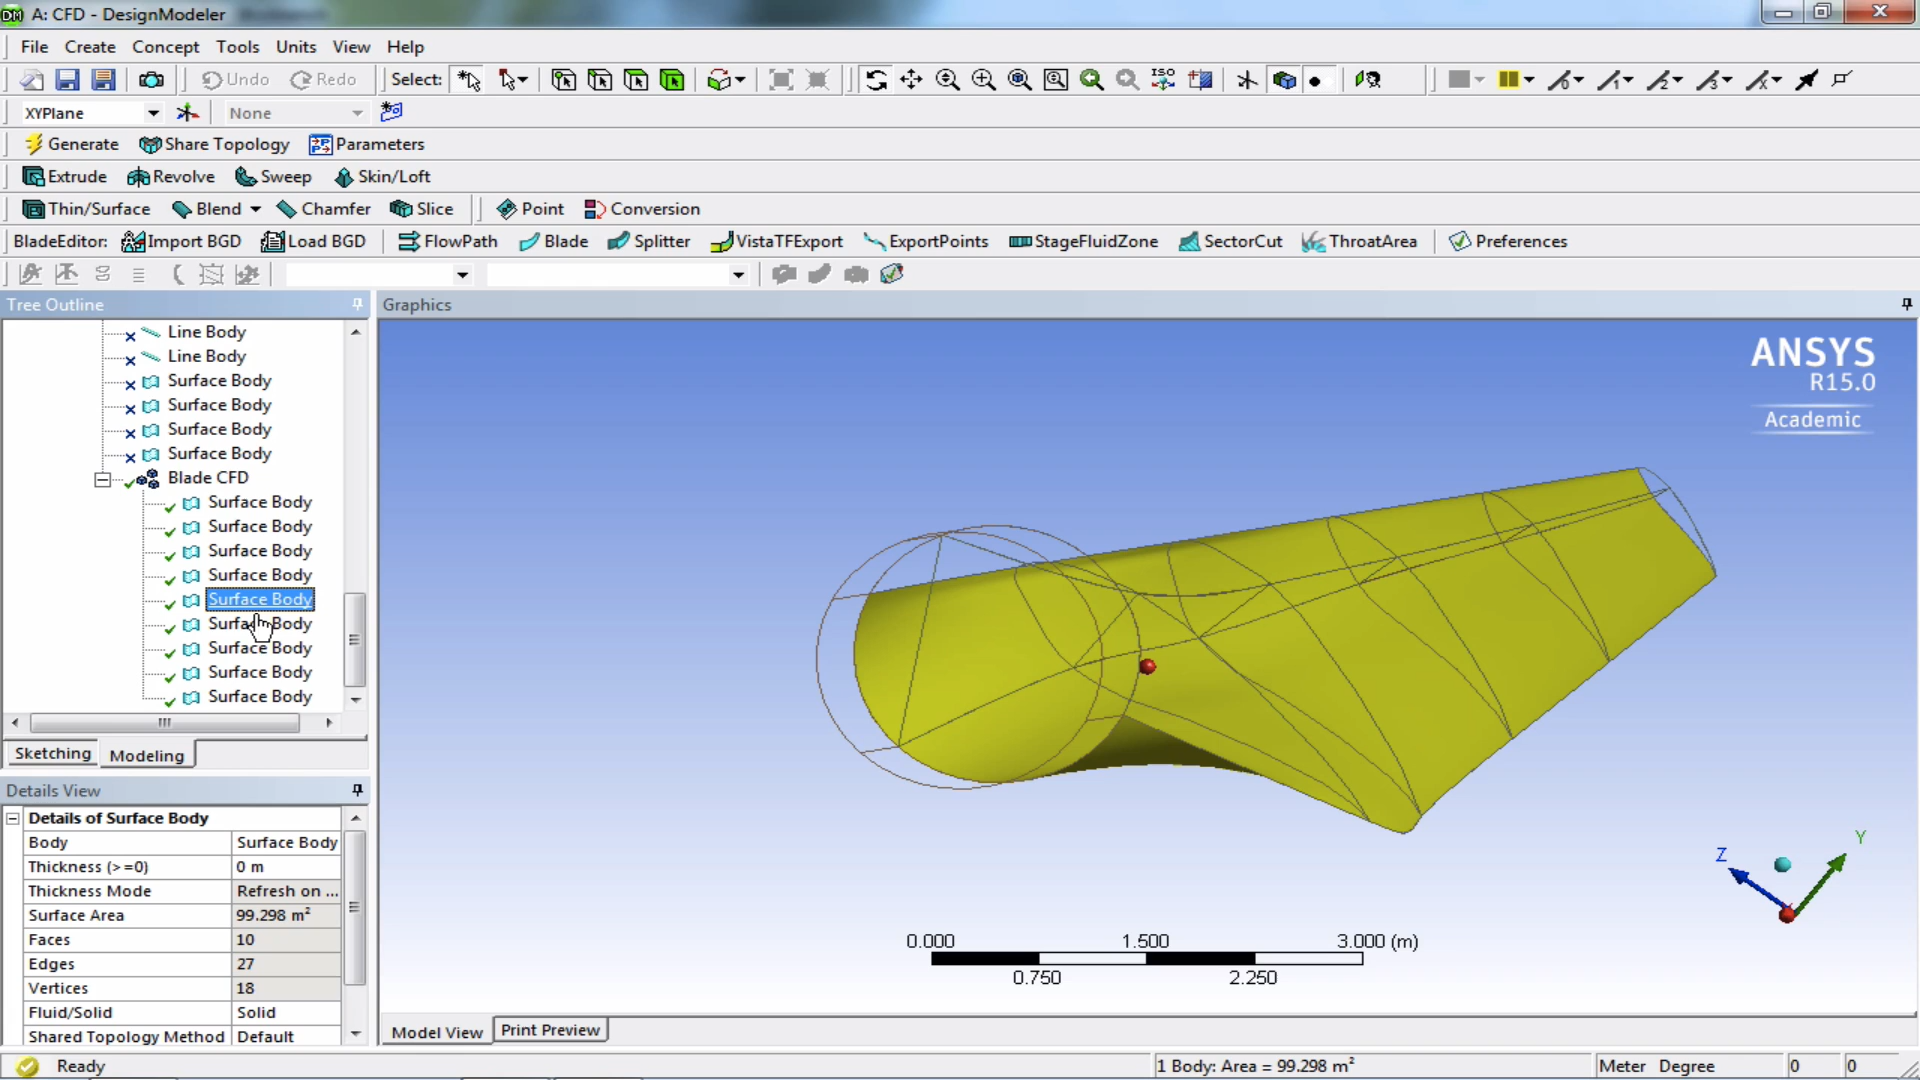 A: CFD - DesignModeler
File Create Concept Tools Units View Help
Undo Redo Select: ISO
XYPlane None
Generate Share Topology Parameters
Extrude Revolve Sweep Skin/Loft
Thin/Surface Blend Chamfer Slice Point Conversion
BladeEditor: Import BGD Load BGD FlowPath Blade Splitter VistaTFExport ExportPoints StageFluidZone SectorCut ThroatArea Preferences
Tree Outline
Graphics
Line Body
Line Body
Surface Body
Surface Body
Surface Body
Surface Body
Blade CFD
Surface Body
Surface Body
Surface Body
Surface Body
Surface Body
Surface Body
Surface Body
Surface Body
Surface Body
Sketching Modeling
Details View
Details of Surface Body
Body Surface Body
Thickness (>=0) 0 m
Thickness Mode Refresh on ...
Surface Area 99.298 m²
Faces 10
Edges 27
Vertices 18
Fluid/Solid Solid
Shared Topology Method Default
ANSYS
R15.0
Academic
Y
Z
0.000 1.500 3.000 (m)
0.750 2.250
Model View Print Preview
Ready 1 Body: Area = 99.298 m² Meter Degree 0 0